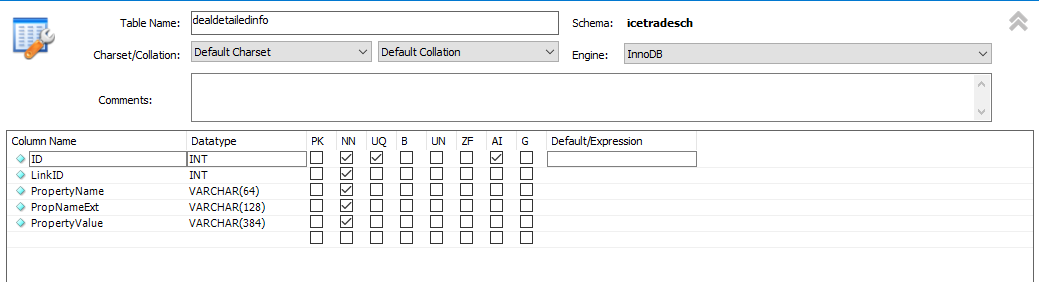 Table Name: dealdetailedinfo Schema: icetradesch
Charset/Collation: Default Charset Default Collation Engine: InnoDB
Comments:
Column Name Datatype PK NN UQ B UN ZF AI G Default/Expression
ID INT
LinkID INT
PropertyName VARCHAR(64)
PropNameExt VARCHAR(128)
PropertyValue VARCHAR(384)